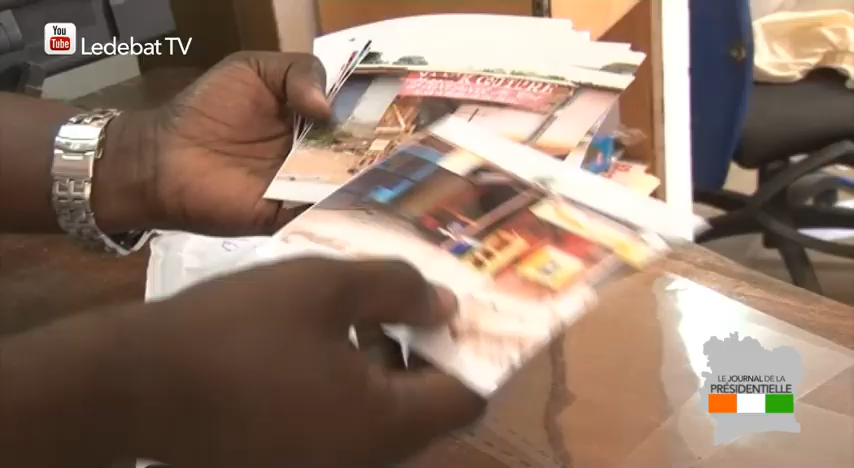 You
Tube
Ledebat TV
LE JOURNAL DE LA
PRÉSIDENTIELLE